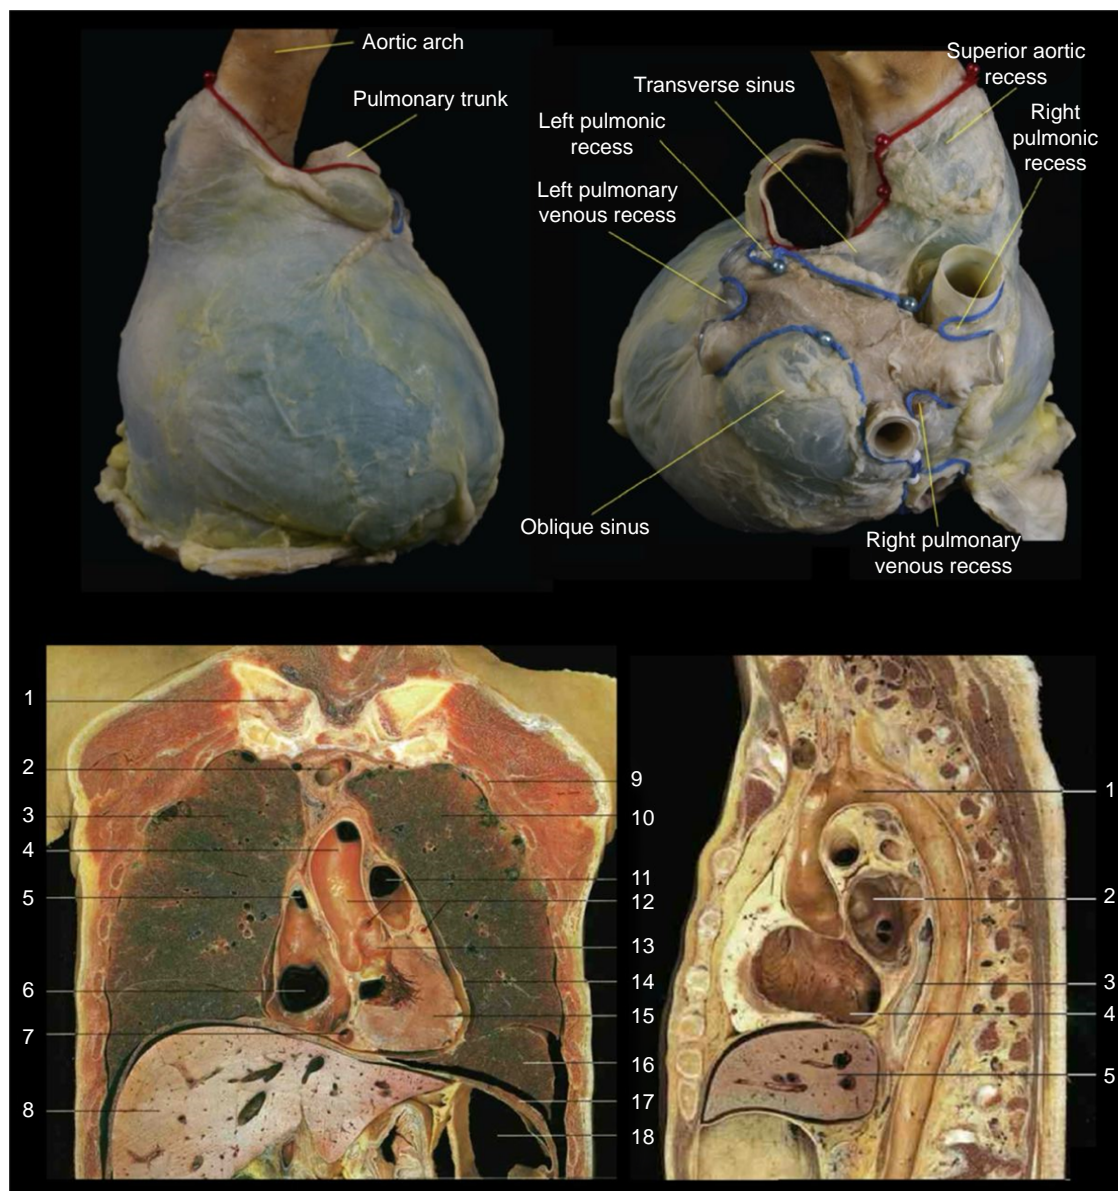 Aortic arch
Pulmonary trunk
Transverse sinus
Left pulmonic
recess
Left pulmonary
venous recess
Superior aortic
recess
Right
pulmonic
recess
Oblique sinus
Right pulmonary
venous recess
1
2
3
4
5
6
7
8
9
10
11
12
13
14
15
16
17
18
1
2
3
4
5